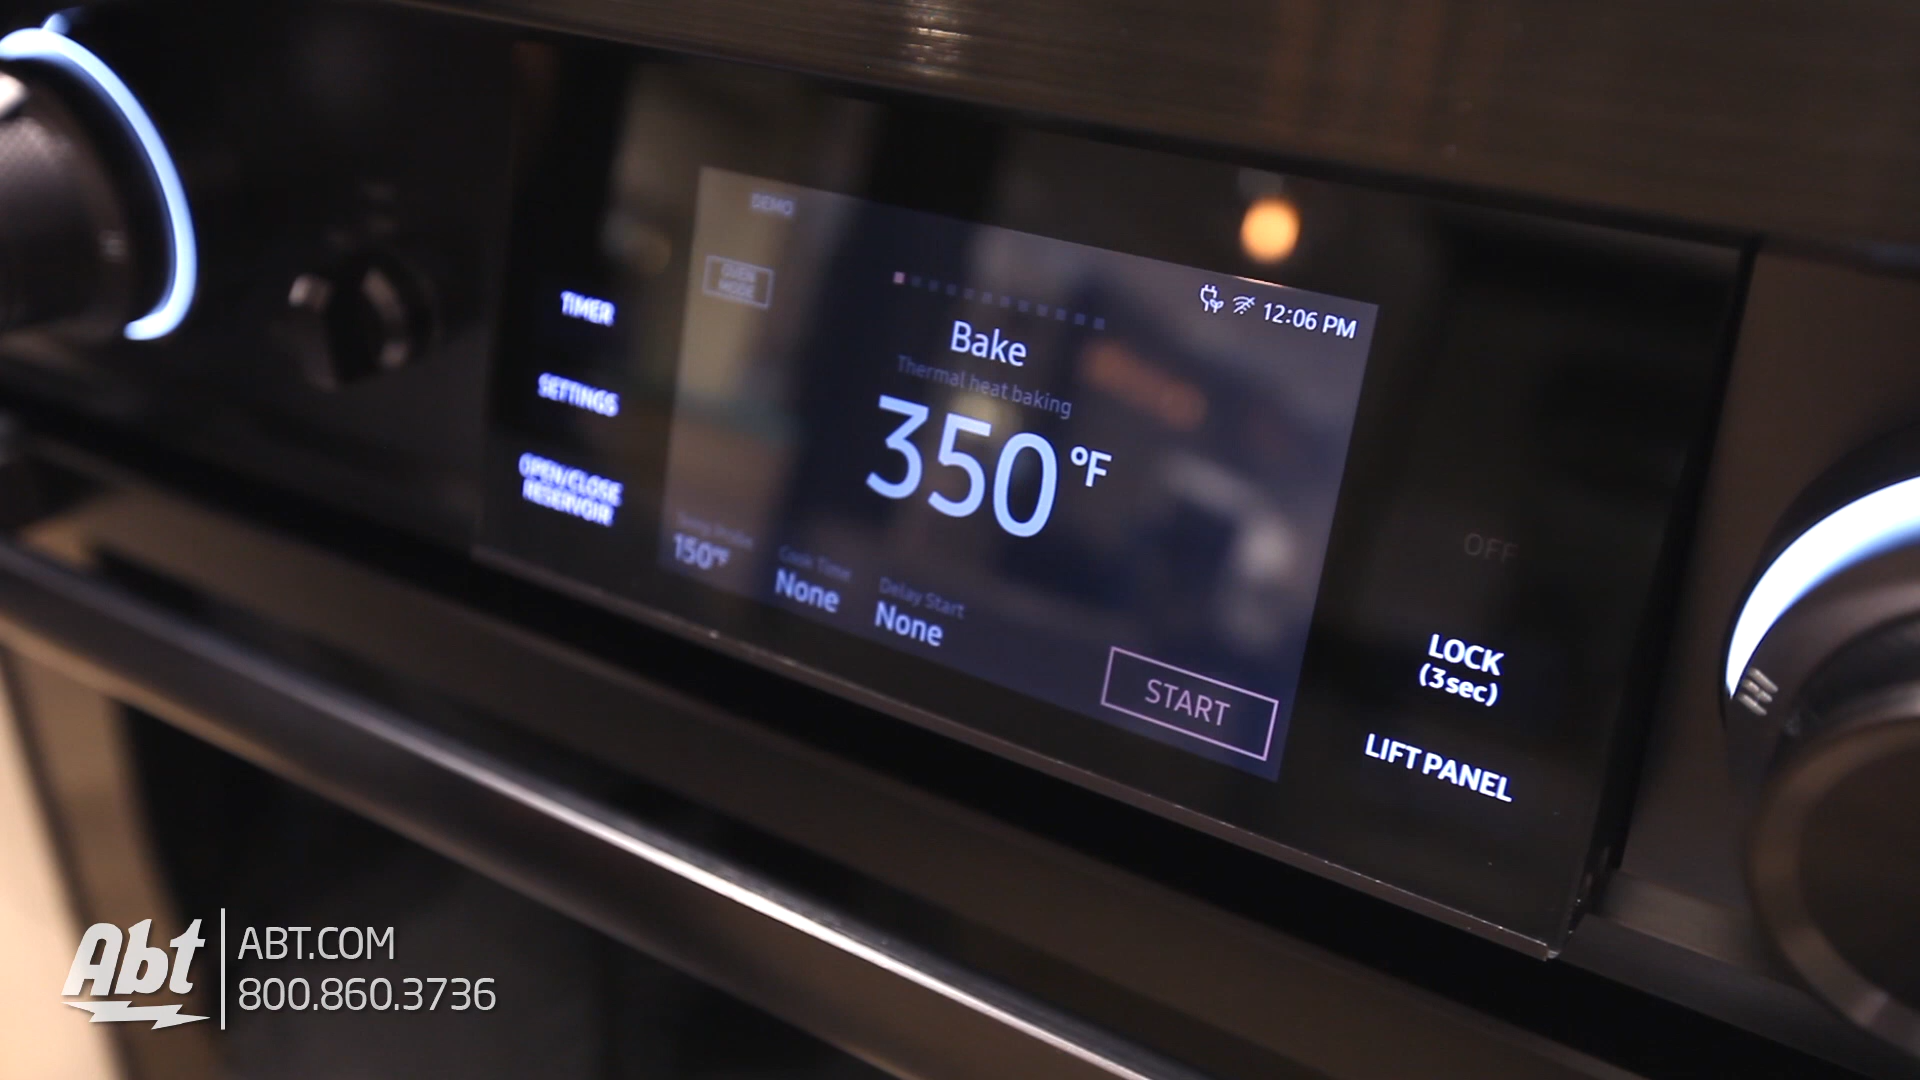 DEMO
OVEN
MODE
12:06 PM
TIMER
SETTINGS
OPEN/CLOSE
RESERVOIR
Bake
Thermal heat baking
350°F
Temp Probe
150°F
Cook Time
None
Delay Start
None
START
OFF
LOCK
(3sec)
LIFT PANEL
Abt
ABT.COM
800.860.3736